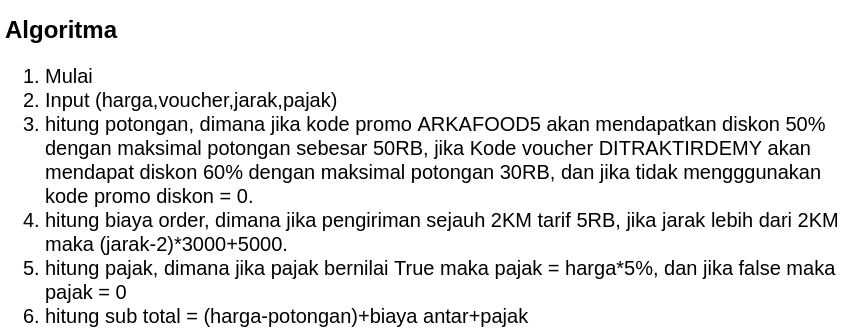 Algoritma
1. Mulai
2. Input (harga,voucher,jarak,pajak)
3. hitung potongan, dimana jika kode promo ARKAFOOD5 akan mendapatkan diskon 50%
dengan maksimal potongan sebesar 50RB, jika Kode voucher DITRAKTIRDEMY akan
mendapat diskon 60% dengan maksimal potongan 30RB, dan jika tidak mengggunakan
kode promo diskon = 0.
4. hitung biaya order, dimana jika pengiriman sejauh 2KM tarif 5RB, jika jarak lebih dari 2KM
maka (jarak-2)*3000+5000.
5. hitung pajak, dimana jika pajak bernilai True maka pajak = harga*5%, dan jika false maka
pajak = 0
6. hitung sub total = (harga-potongan)+biaya antar+pajak